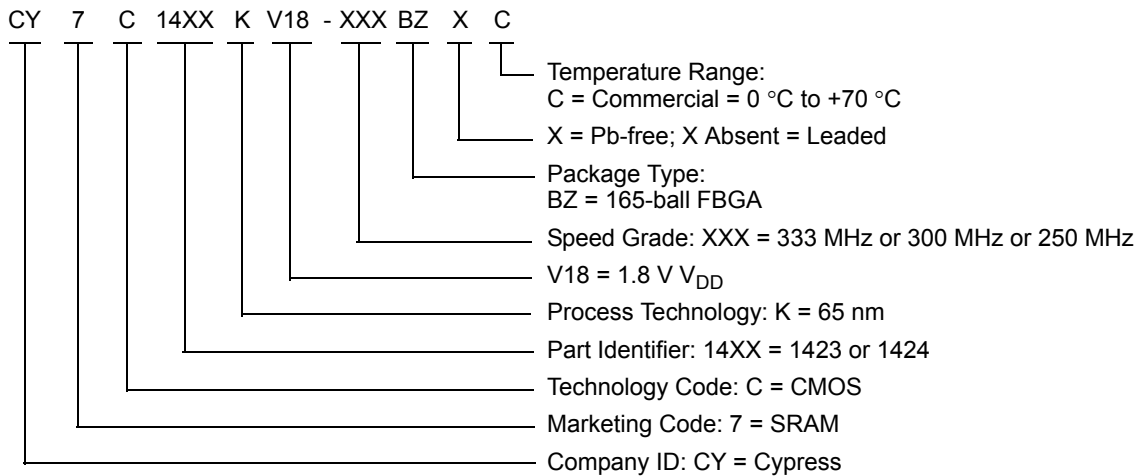 CY 7 C 14XX K V18 - XXX BZ X C
Temperature Range:
C = Commercial = 0 °C to +70 °C
X = Pb-free; X Absent = Leaded
Package Type:
BZ = 165-ball FBGA
Speed Grade: XXX = 333 MHz or 300 MHz or 250 MHz
V18 = 1.8 V VDD
Process Technology: K = 65 nm
Part Identifier: 14XX = 1423 or 1424
Technology Code: C = CMOS
Marketing Code: 7 = SRAM
Company ID: CY = Cypress